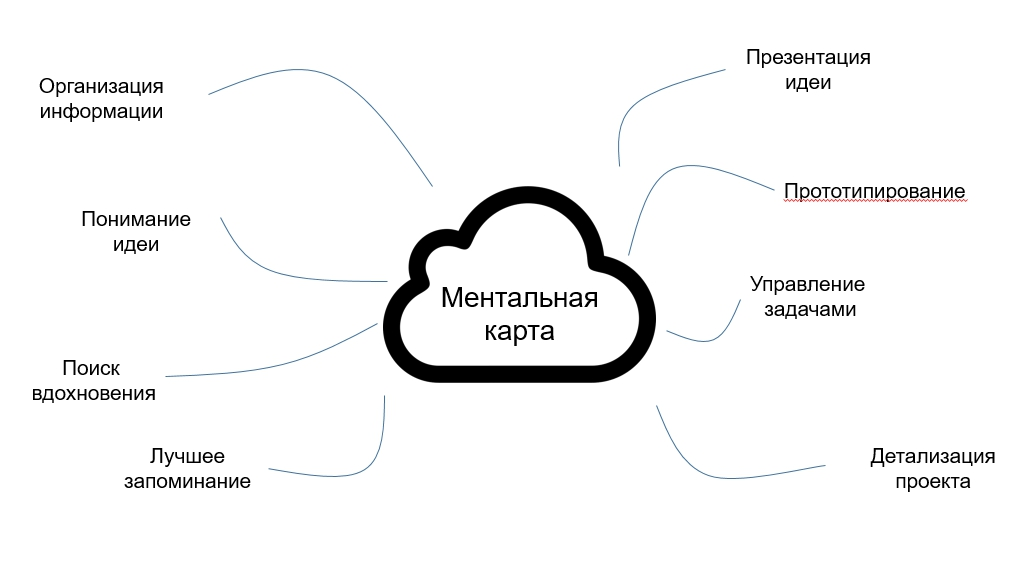 Организация
информации
Понимание
идеи
Поиск
вдохновения
Лучшее
запоминание
Ментальная
карта
Презентация
идеи
Прототипирование
Управление
задачами
Детализация
проекта